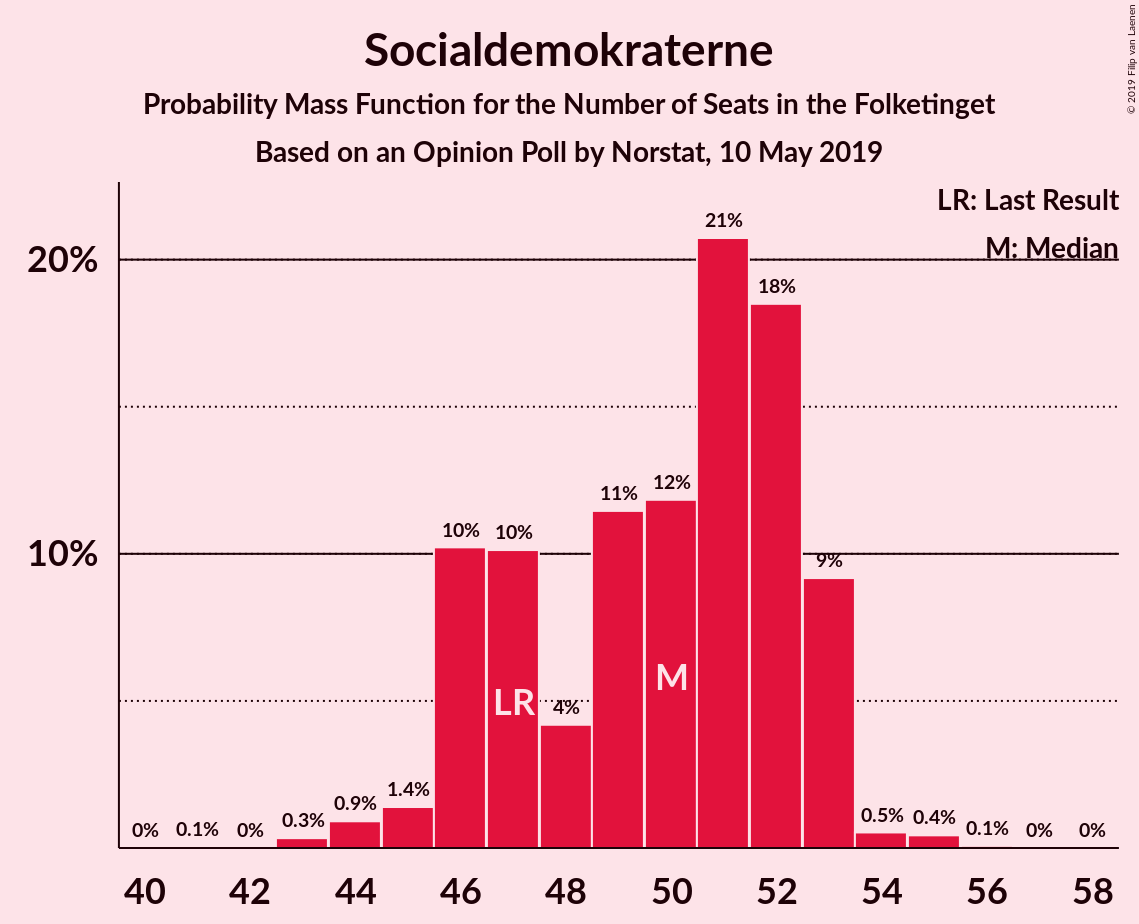 Socialdemokraterne
Probability Mass Function for the Number of Seats in the Folketinget
Based on an Opinion Poll by Norstat, 10 May 2019
© 2019 Filip van Laenen
LR: Last Result
M: Median
20%
10%
0%
0.1%
0%
0.3%
0.9%
1.4%
10%
10%
4%
11%
12%
21%
18%
9%
0.5%
0.4%
0.1%
0%
0%
LR
M
40 42 44 46 48 50 52 54 56 58